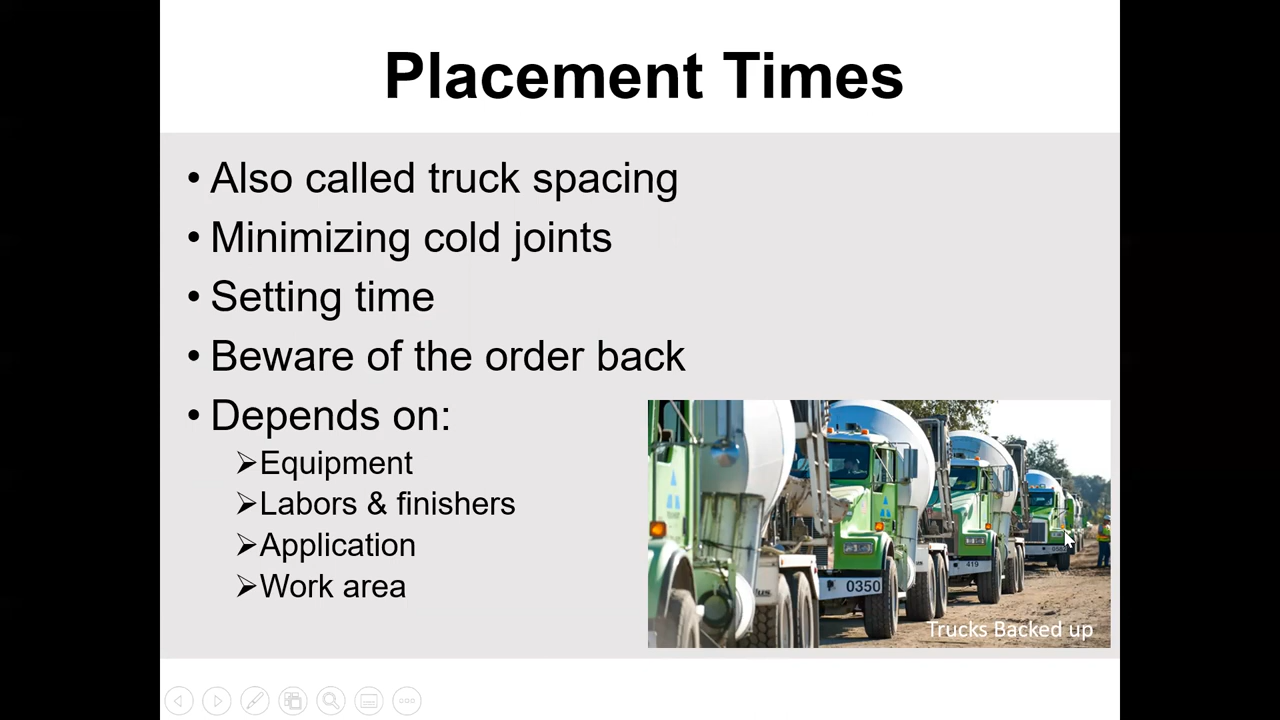 Placement Times
• Also called truck spacing
• Minimizing cold joints
• Setting time
• Beware of the order back
• Depends on:
➢Equipment
➢Labors & finishers
➢Application
➢Work area
0350
419
Trucks Backed up